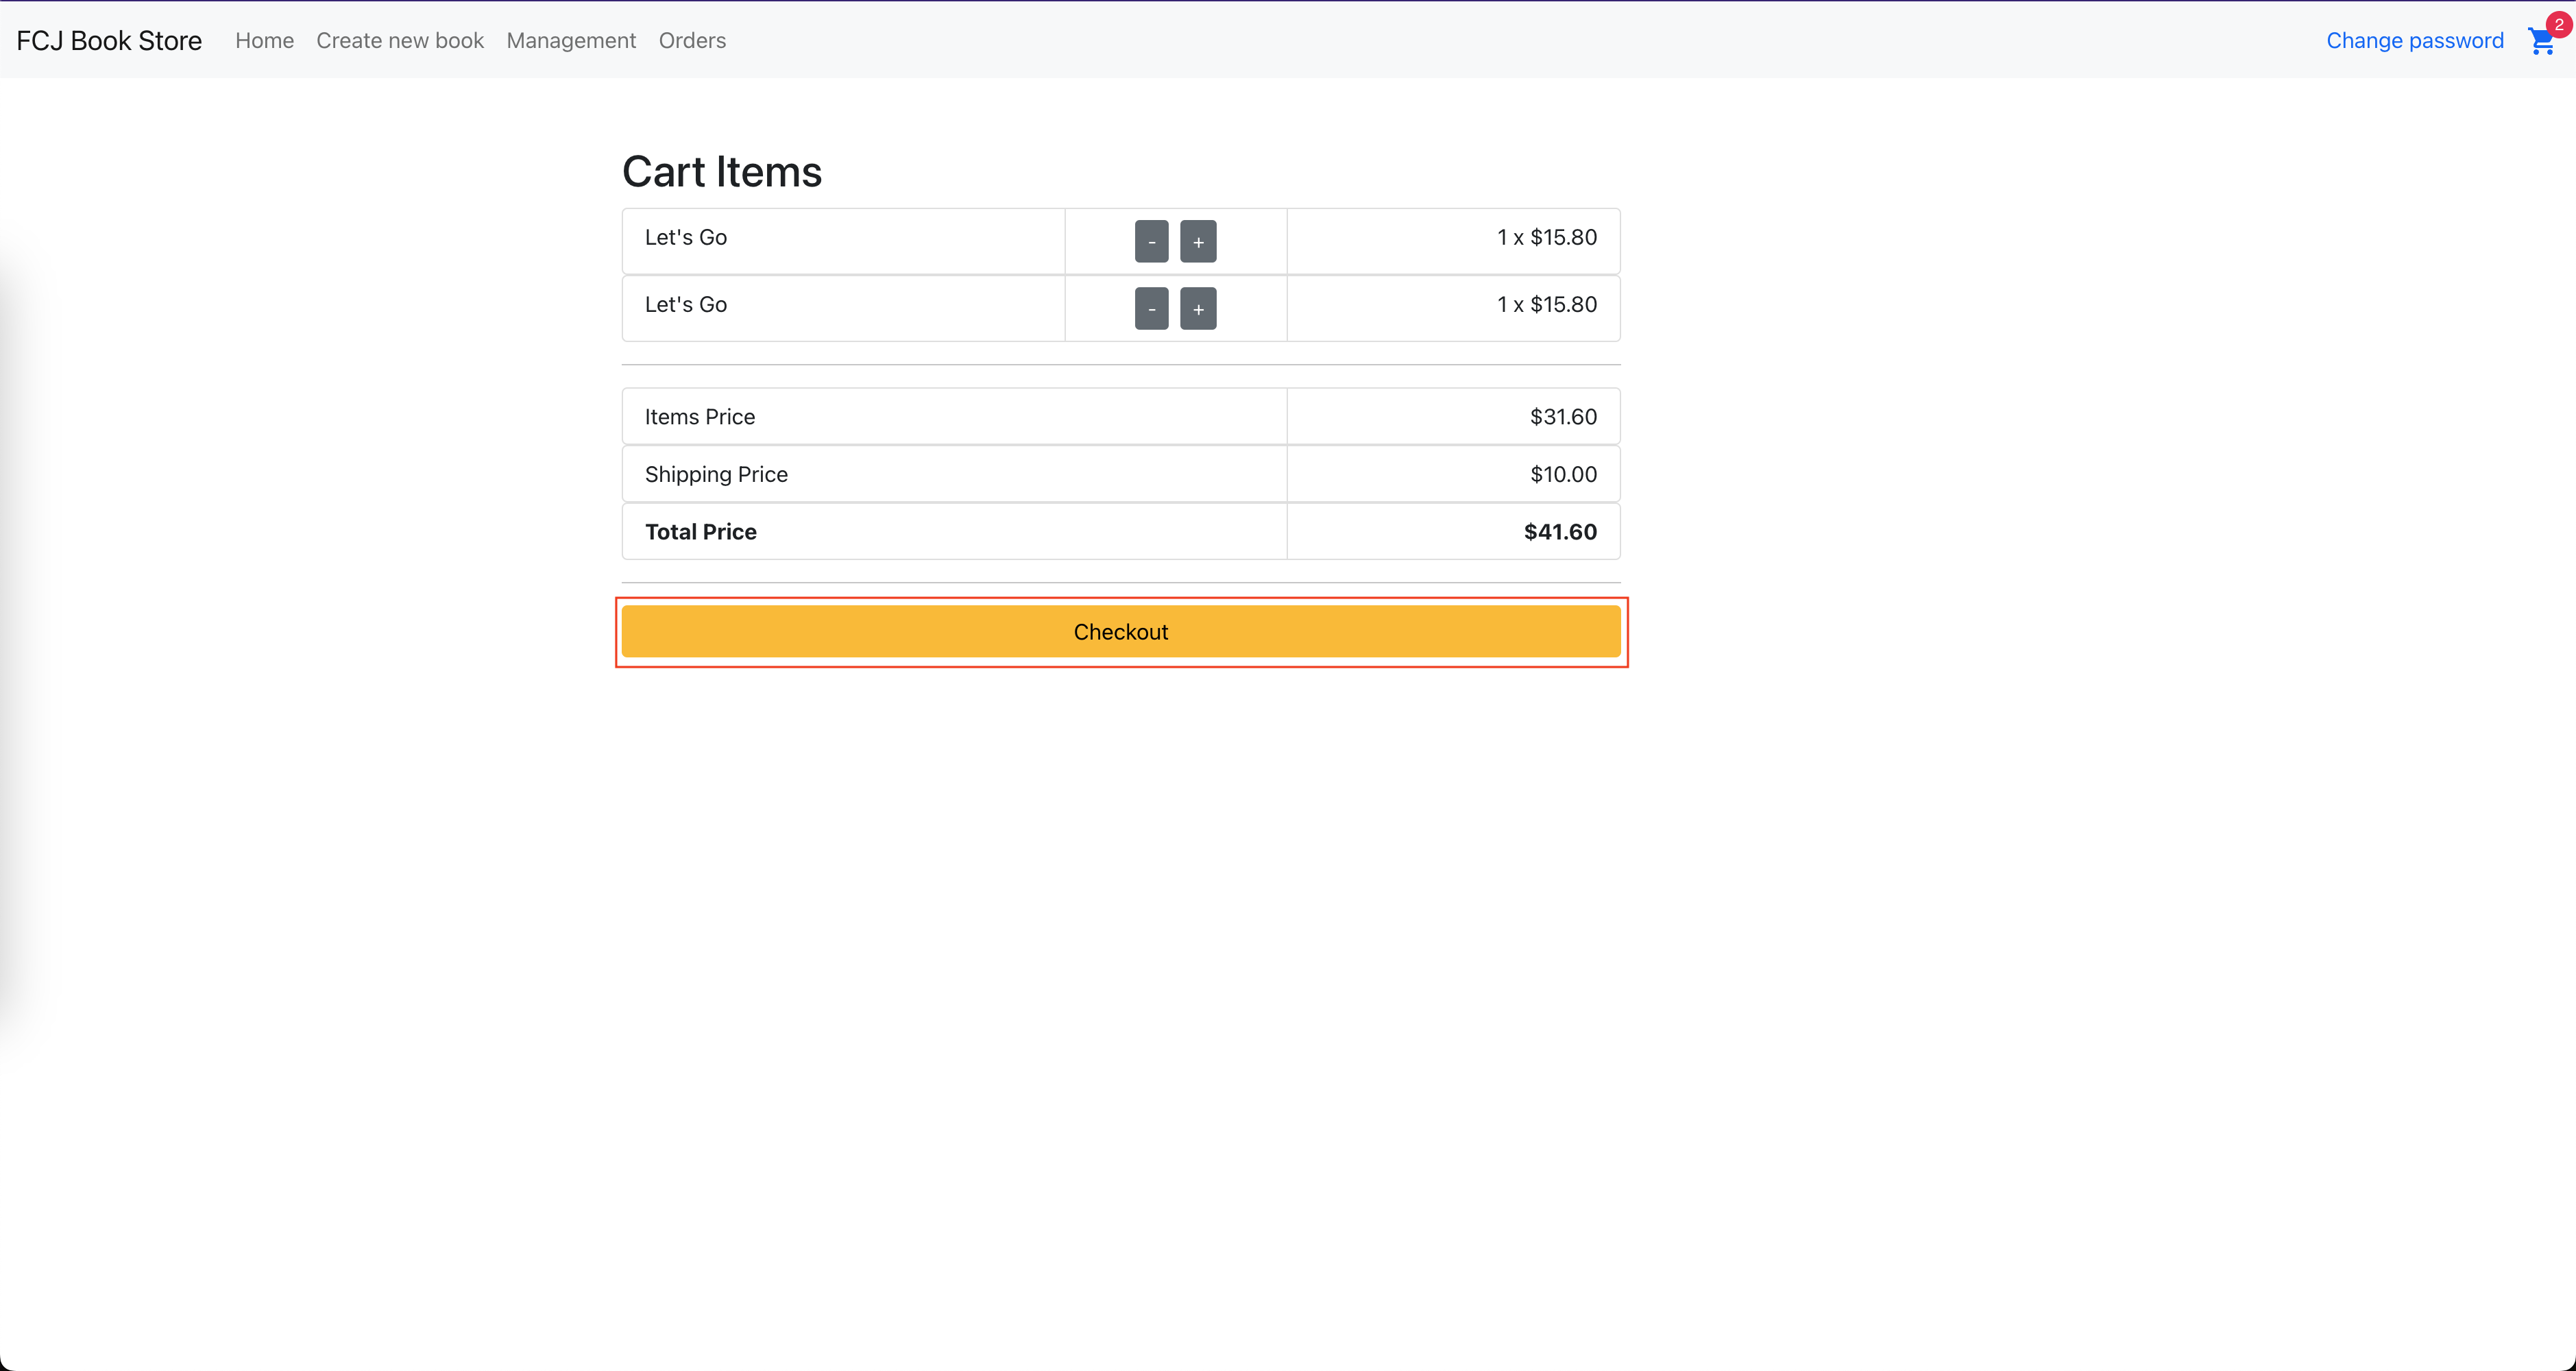 FCJ Book Store Home Create new book Management Orders Change password 2
Cart Items
Let's Go - + 1 x $15.80
Let's Go - + 1 x $15.80
Items Price $31.60
Shipping Price $10.00
Total Price $41.60
Checkout